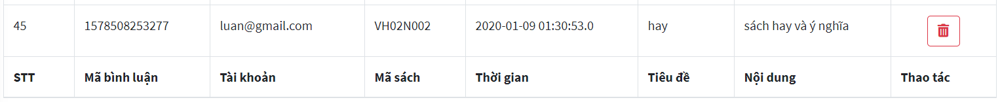 45 1578508253277 luan@gmail.com VH02N002 2020-01-09 01:30:53.0 hay sách hay và ý nghĩa
STT Mã bình luận Tài khoản Mã sách Thời gian Tiêu đề Nội dung Thao tác